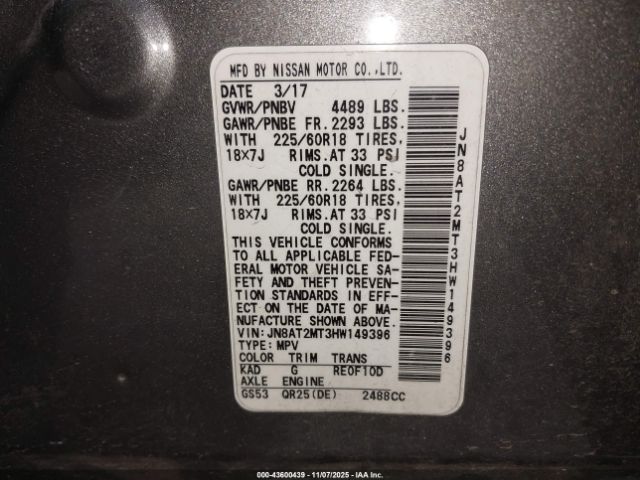 MFD BY NISSAN MOTOR CO.,LTD.
DATE 3/17
GVWR/PNBV 4489 LBS.
GAWR/PNBE FR. 2293 LBS.
WITH 225/60R18 TIRES,
18×7J RIMS.AT 33 PSI
COLD SINGLE.
GAWR/PNBE RR. 2264 LBS.
WITH 225/60R18 TIRES,
18×7J RIMS.AT 33 PSI
COLD SINGLE.
THIS VEHICLE CONFORMS
TO ALL APPLICABLE FED-
ERAL MOTOR VEHICLE SA-
FETY AND THEFT PREVEN-
TION STANDARDS IN EFF-
ECT ON THE DATE OF MA-
NUFACTURE SHOWN ABOVE.
VIN:JN8AT2MT3HW149396
TYPE:MPV
COLOR TRIM TRANS
KAD G RE0F10D
AXLE ENGINE
GS53 QR25(DE) 2488CC
JN8AT2MT3HW149396
000-43600439 - 11/07/2025 - IAA Inc.